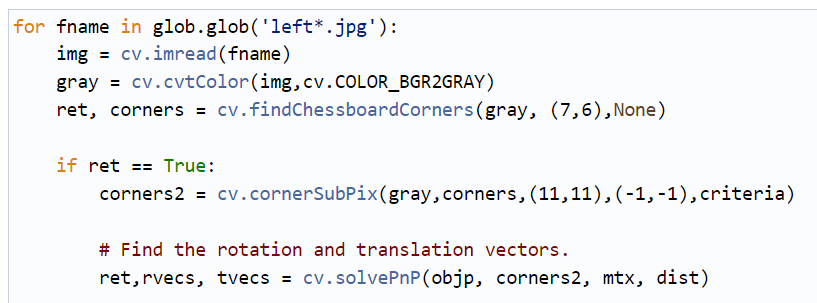 for fname in glob.glob('left*.jpg'):
    img = cv.imread(fname)
    gray = cv.cvtColor(img,cv.COLOR_BGR2GRAY)
    ret, corners = cv.findChessboardCorners(gray, (7,6),None)

    if ret == True:
        corners2 = cv.cornerSubPix(gray,corners,(11,11),(-1,-1),criteria)

        # Find the rotation and translation vectors.
        ret,rvecs, tvecs = cv.solvePnP(objp, corners2, mtx, dist)